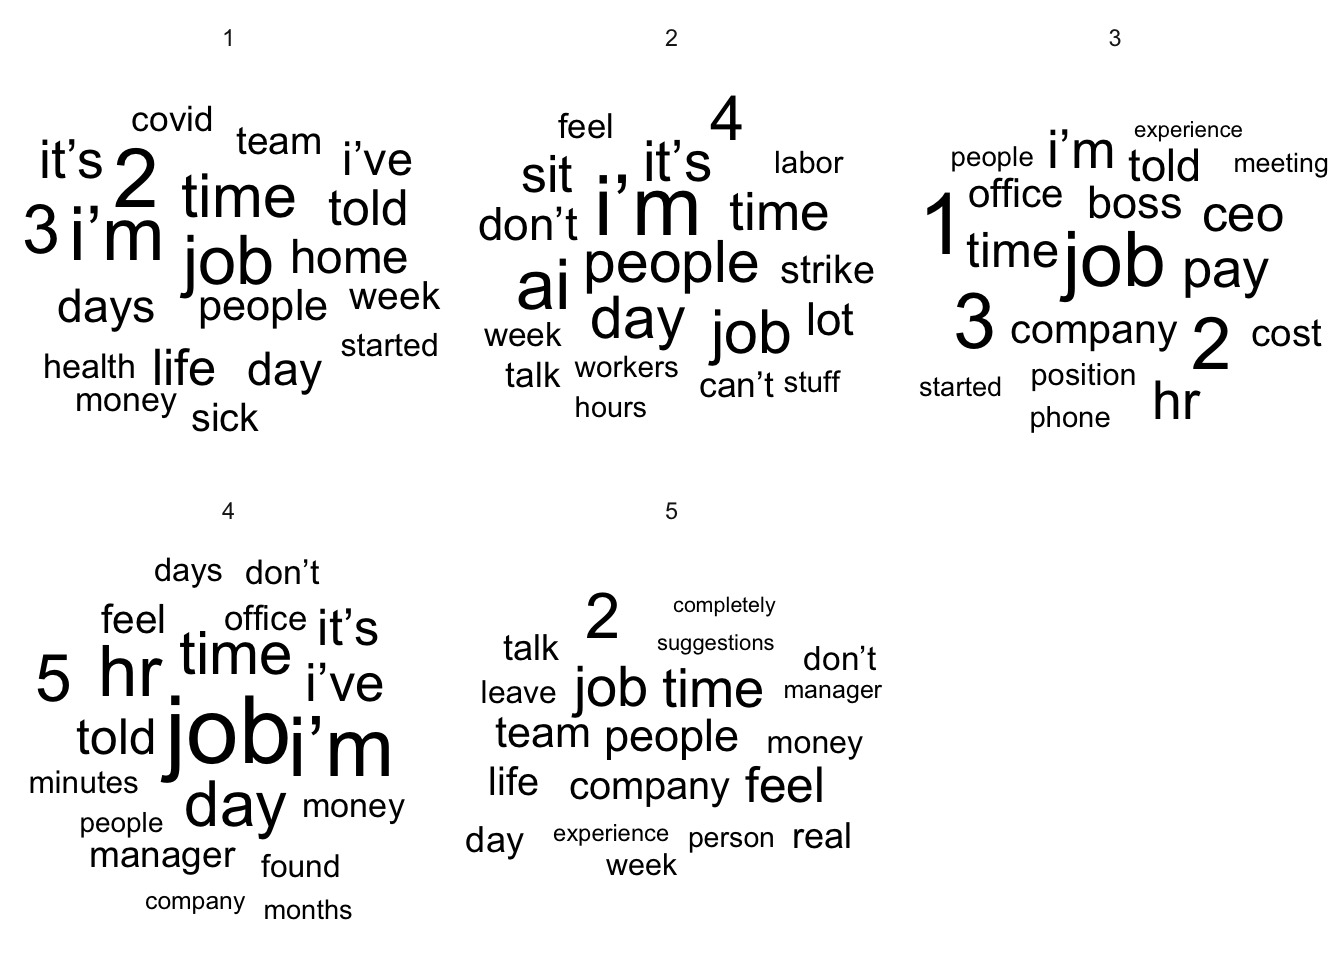 1
covid
team
it’s 2 i’ve
time told
3 i’m
job home
days people week
started
health life day
money
sick
2
feel 4
it’s labor
sit i’m
don’t time
people strike
ai
day lot
week job
workers
talk can’t stuff
hours
3
experience
people i’m told meeting
office boss ceo
1
time job pay
3 company 2 cost
position
started hr
phone
4
days don’t
feel office it’s
time
5 hr i’ve
told job i’m
minutes
day money
people
manager found
company months
5
2 completely
talk suggestions don’t
leave job time manager
team people money
life company feel
day experience person real
week